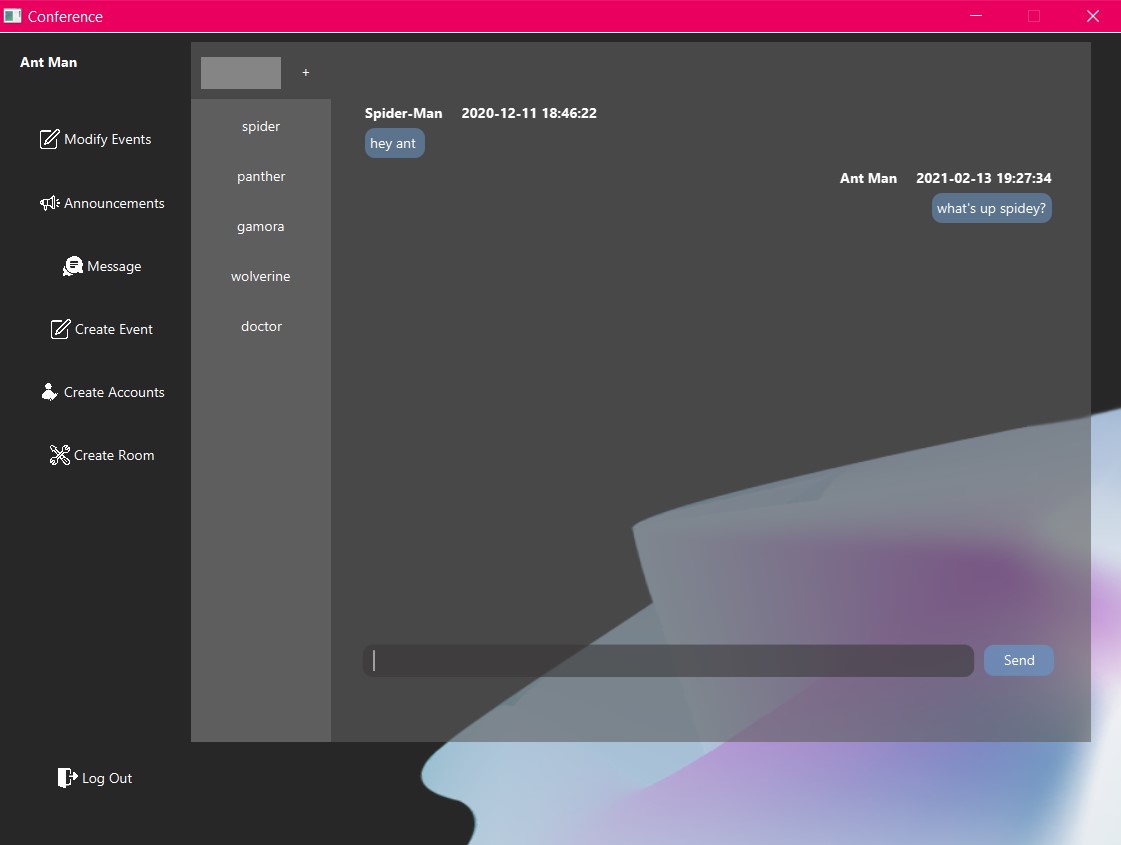 Conference
Ant Man
Modify Events
Announcements
Message
Create Event
Create Accounts
Create Room
Log Out
+
spider
panther
gamora
wolverine
doctor
Spider-Man 2020-12-11 18:46:22
hey ant
Ant Man 2021-02-13 19:27:34
what's up spidey?
Send